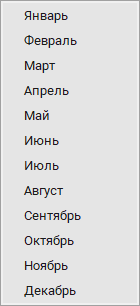 Январь
Февраль
Март
Апрель
Май
Июнь
Июль
Август
Сентябрь
Октябрь
Ноябрь
Декабрь